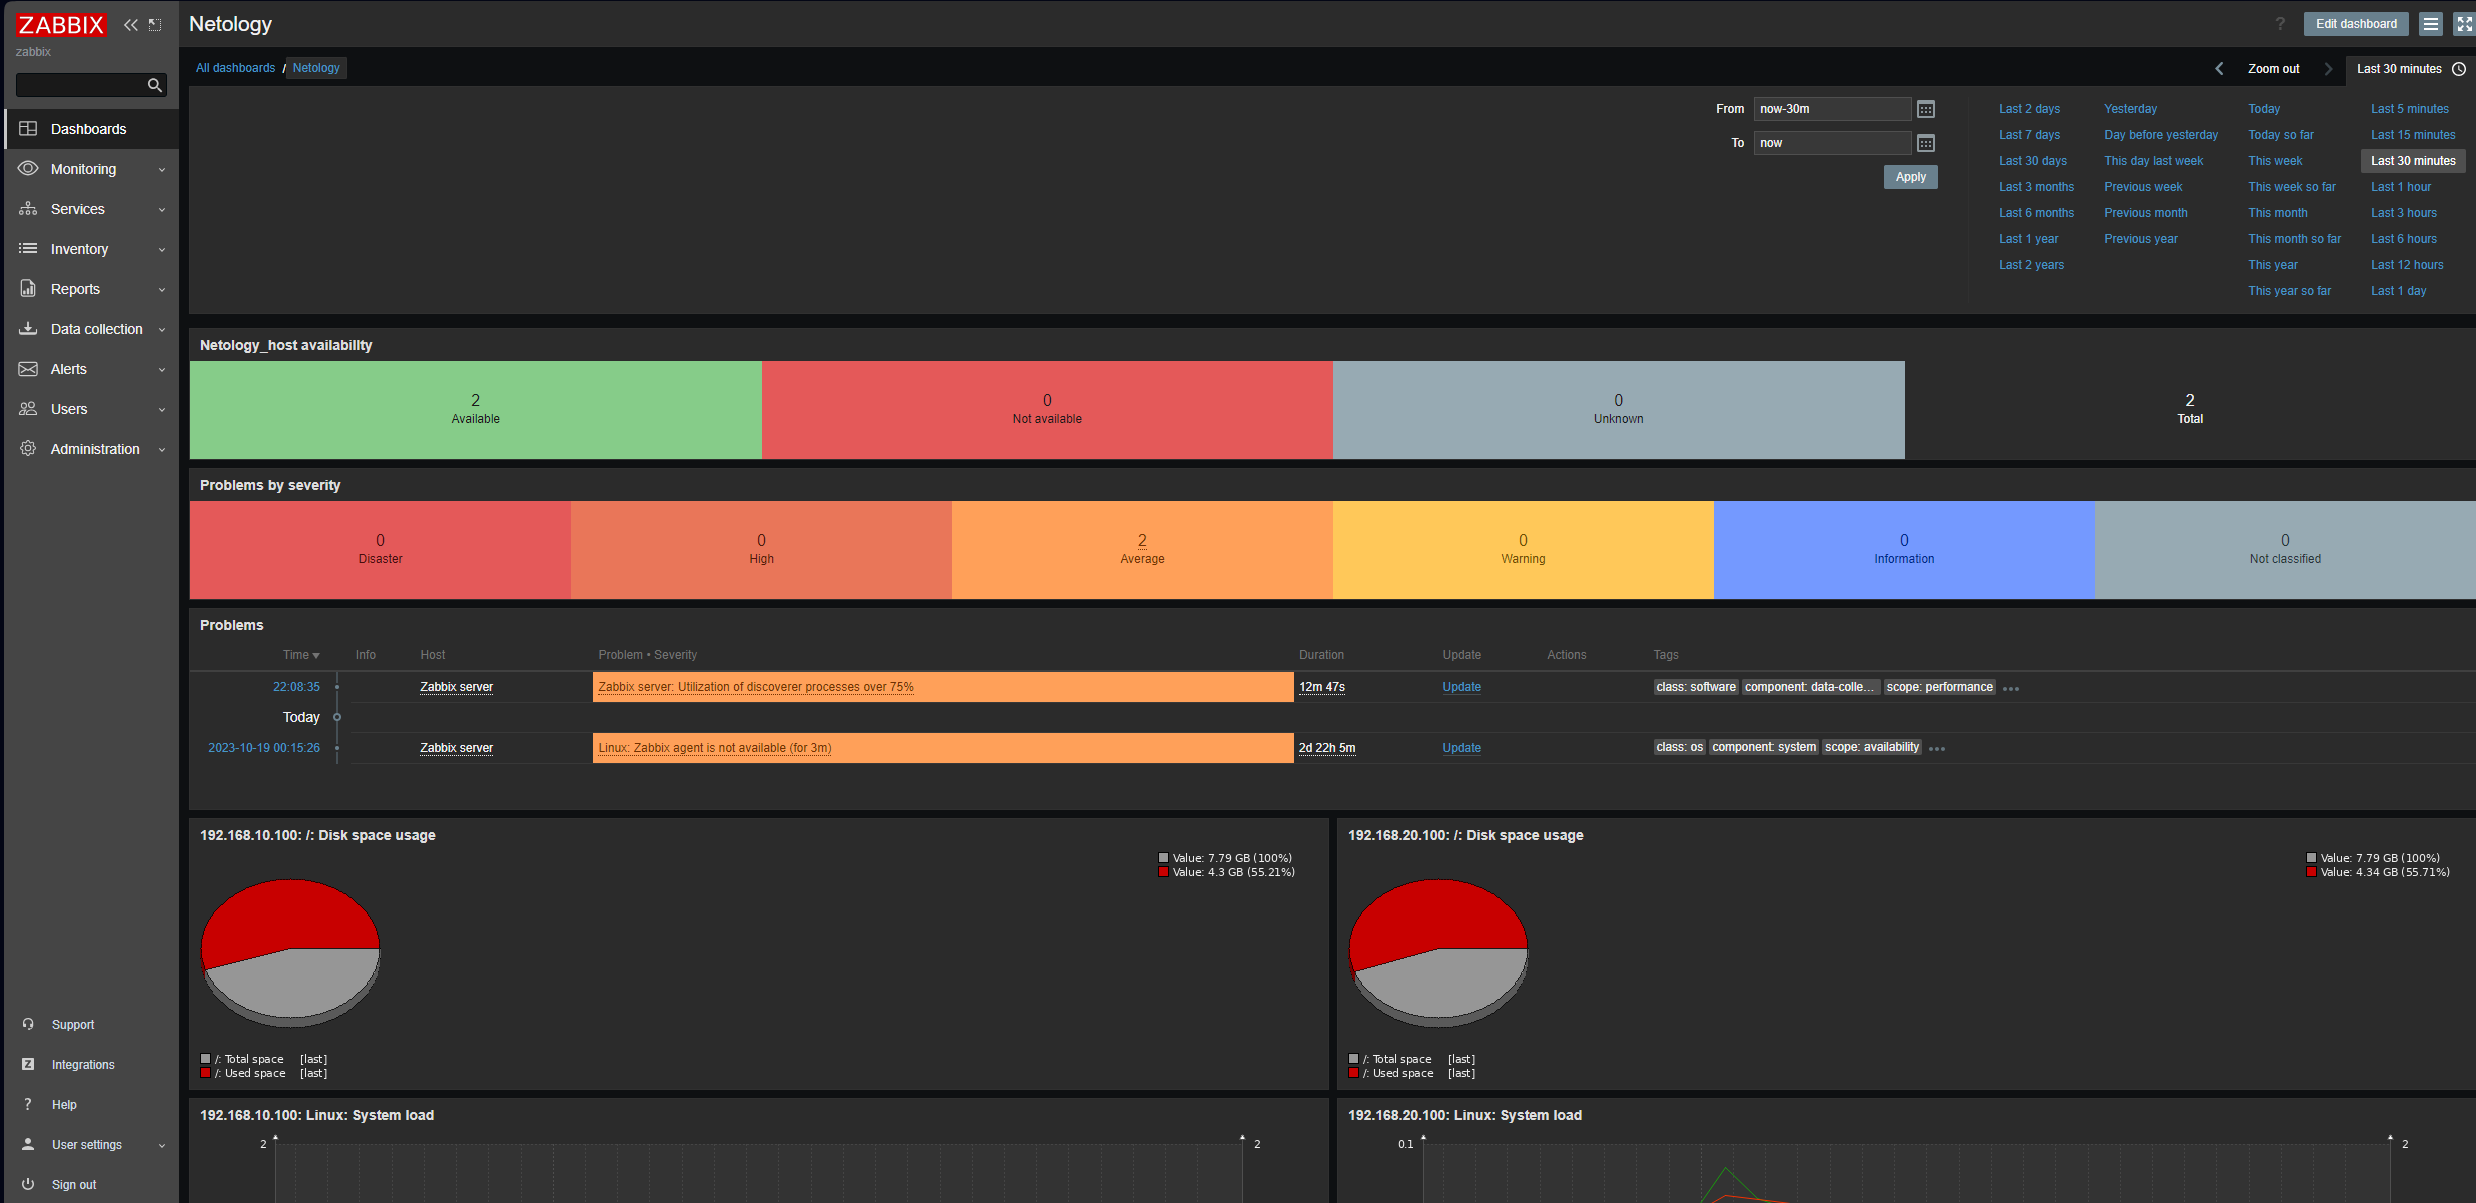 ZABBIX
zabbix
Dashboards
Monitoring
Services
Inventory
Reports
Data collection
Alerts
Users
Administration
Support
Integrations
? Help
User settings
Sign out
Netology
? Edit dashboard
All dashboards / Netology
Zoom out Last 30 minutes
From now-30m
To now
Apply
Last 2 days Yesterday Today Last 5 minutes
Last 7 days Day before yesterday Today so far Last 15 minutes
Last 30 days This day last week This week Last 30 minutes
Last 3 months Previous week This week so far Last 1 hour
Last 6 months Previous month This month Last 3 hours
Last 1 year Previous year This month so far Last 6 hours
Last 2 years This year Last 12 hours
This year so far Last 1 day
Netology_host availability
2 0 0 2
Available Not available Unknown Total
Problems by severity
0 0 2 0 0 0
Disaster High Average Warning Information Not classified
Problems
Time Info Host Problem • Severity Duration Update Actions Tags
22:08:35 Zabbix server Zabbix server: Utilization of discoverer processes over 75% 12m 47s Update class: software component: data-colle... scope: performance •••
Today
2023-10-19 00:15:26 Zabbix server Linux: Zabbix agent is not available (for 3m) 2d 22h 5m Update class: os component: system scope: availability •••
192.168.10.100: /: Disk space usage
Value: 7.79 GB (100%)
Value: 4.3 GB (55.21%)
/: Total space [last]
/: Used space [last]
192.168.20.100: /: Disk space usage
Value: 7.79 GB (100%)
Value: 4.34 GB (55.71%)
/: Total space [last]
/: Used space [last]
192.168.10.100: Linux: System load
2 2
192.168.20.100: Linux: System load
0.1 2